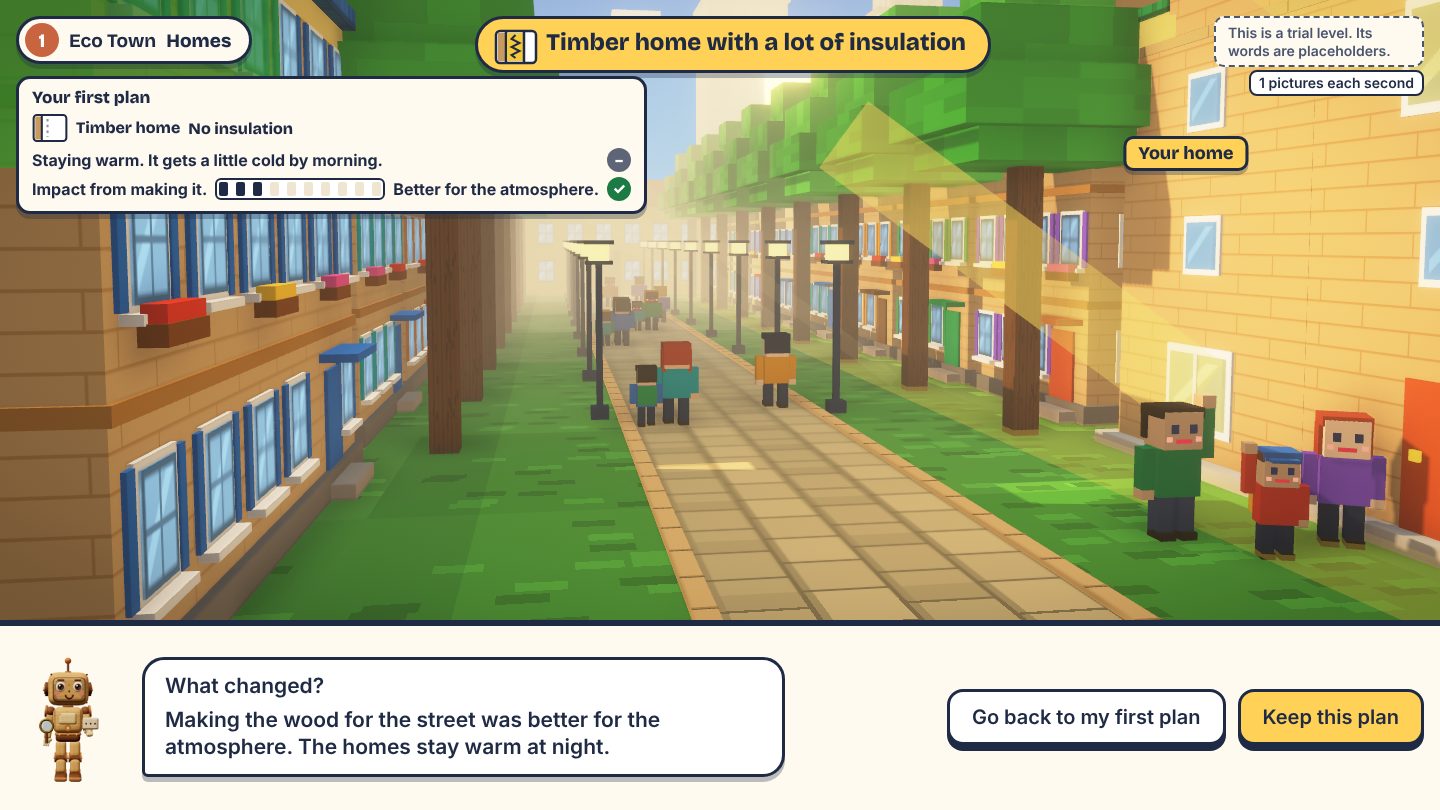 1 Eco Town Homes
Timber home with a lot of insulation
This is a trial level. Its
words are placeholders.
1 pictures each second
Your first plan
Timber home No insulation
Staying warm. It gets a little cold by morning.
Impact from making it. Better for the atmosphere.
Your home
What changed?
Making the wood for the street was better for the
atmosphere. The homes stay warm at night.
Go back to my first plan
Keep this plan